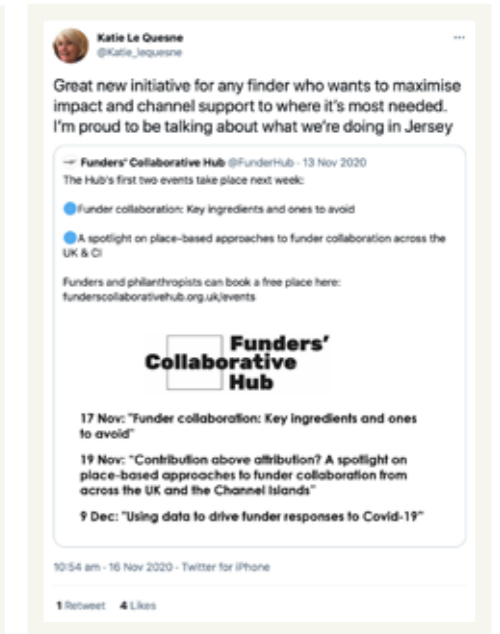 Katie Le Quesne
@Katie_lequesne
Great new initiative for any finder who wants to maximise
impact and channel support to where it's most needed.
I'm proud to be talking about what we're doing in Jersey
Funders' Collaborative Hub @FunderHub · 13 Nov 2020
The Hub's first two events take place next week:
🔵Funder collaboration: Key ingredients and ones to avoid
🔵A spotlight on place-based approaches to funder collaboration across the
UK & CI
Funders and philanthropists can book a free place here:
funderscollaborativehub.org.uk/events
Funders'
Collaborative
Hub
17 Nov: "Funder collaboration: Key ingredients and ones
to avoid"
19 Nov: "Contribution above attribution? A spotlight on
place-based approaches to funder collaboration from
across the UK and the Channel Islands"
9 Dec: "Using data to drive funder responses to Covid-19"
10:54 am · 16 Nov 2020 · Twitter for iPhone
1 Retweet 4 Likes